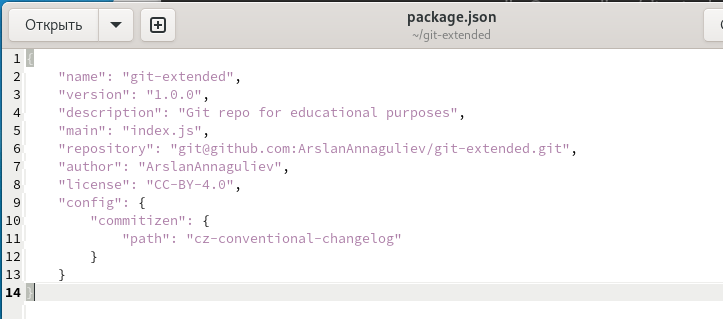 Открыть
package.json
~/git-extended
1 {
2     "name": "git-extended",
3     "version": "1.0.0",
4     "description": "Git repo for educational purposes",
5     "main": "index.js",
6     "repository": "git@github.com:ArslanAnnaguliev/git-extended.git",
7     "author": "ArslanAnnaguliev",
8     "license": "CC-BY-4.0",
9     "config": {
10         "commitizen": {
11             "path": "cz-conventional-changelog"
12         }
13     }
14 }